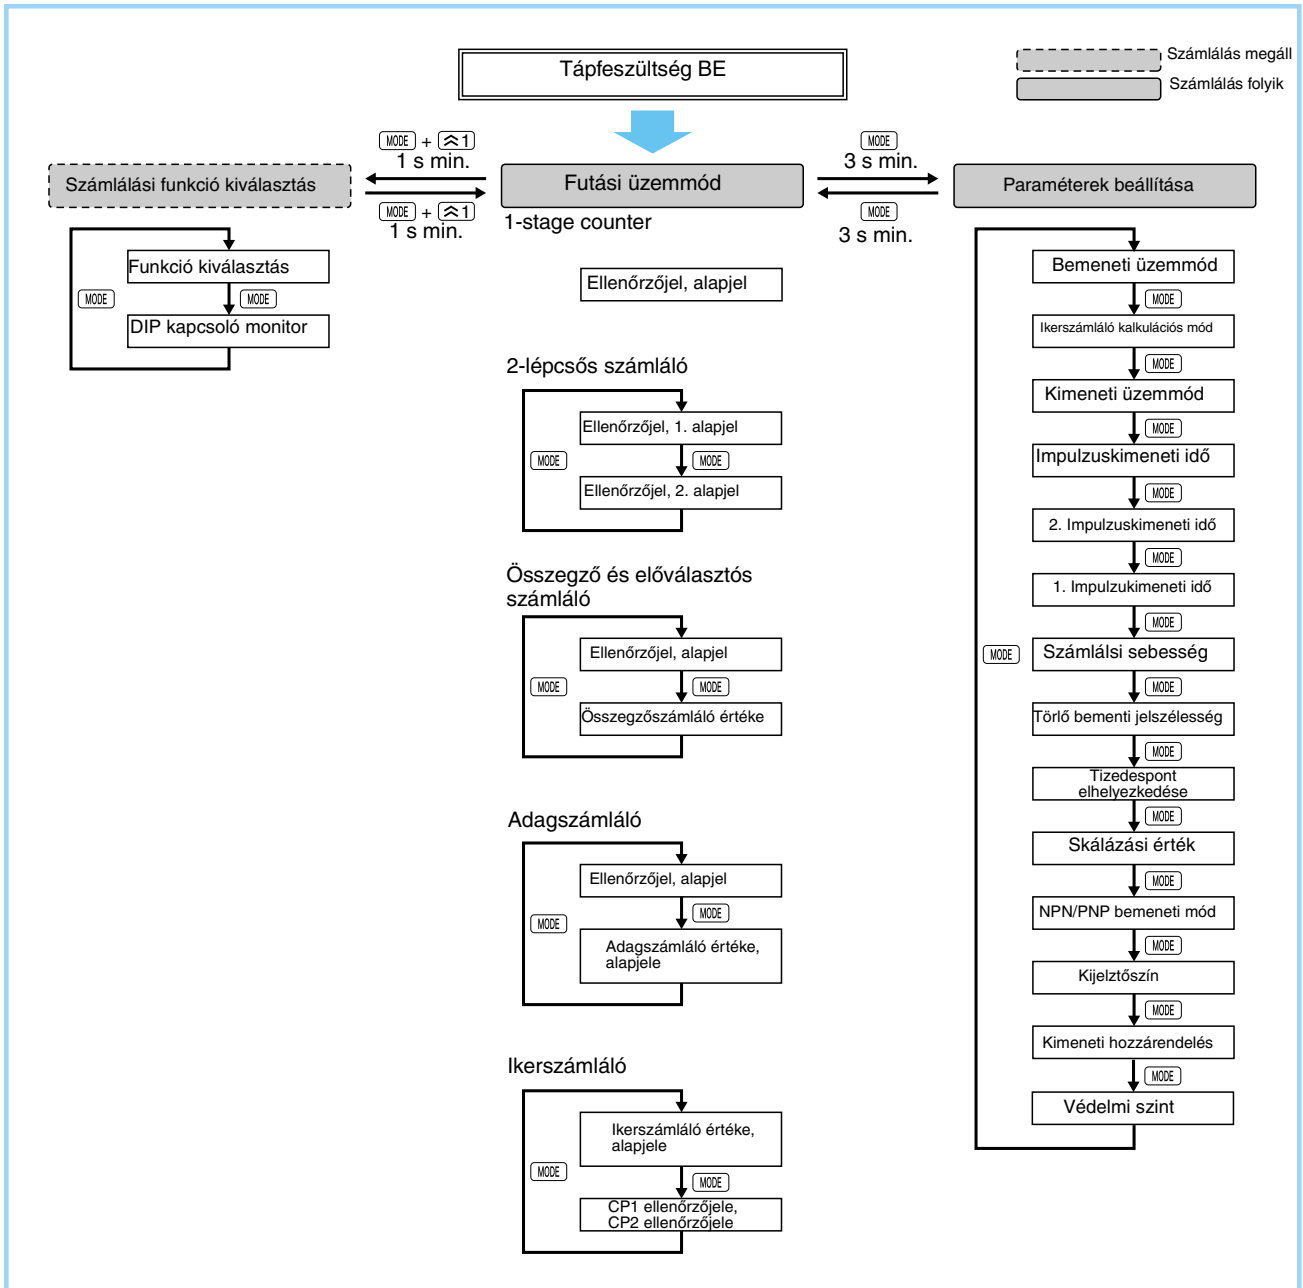 Tápfeszültség BE
Számlálás megáll
Számlálás folyik
MODE + 1
1 s min.
MODE
3 s min.
Számlálási funkció kiválasztás
Futási üzemmód
Paraméterek beállítása
MODE + 1
1 s min.
MODE
3 s min.
Funkció kiválasztás
MODE
MODE
DIP kapcsoló monitor
1-stage counter
Ellenőrzőjel, alapjel
2-lépcsős számláló
Ellenőrzőjel, 1. alapjel
MODE
MODE
Ellenőrzőjel, 2. alapjel
Összegző és előválasztós
számláló
Ellenőrzőjel, alapjel
MODE
MODE
Összegzőszámláló értéke
Adagszámláló
Ellenőrzőjel, alapjel
MODE
MODE
Adagszámláló értéke,
alapjele
Ikerszámláló
Ikerszámláló értéke,
alapjele
MODE
MODE
CP1 ellenőrzőjele,
CP2 ellenőrzőjele
Bemeneti üzemmód
MODE
Ikerszámláló kalkulációs mód
MODE
Kimeneti üzemmód
MODE
Impulzuskimeneti idő
MODE
2. Impulzuskimeneti idő
MODE
1. Impulzukimeneti idő
MODE
MODE
Számlálsi sebesség
MODE
Törlő bementi jelszélesség
MODE
Tizedespont
elhelyezkedése
MODE
Skálázási érték
MODE
NPN/PNP bemeneti mód
MODE
Kijeltőszín
MODE
Kimeneti hozzárendelés
MODE
Védelmi szint